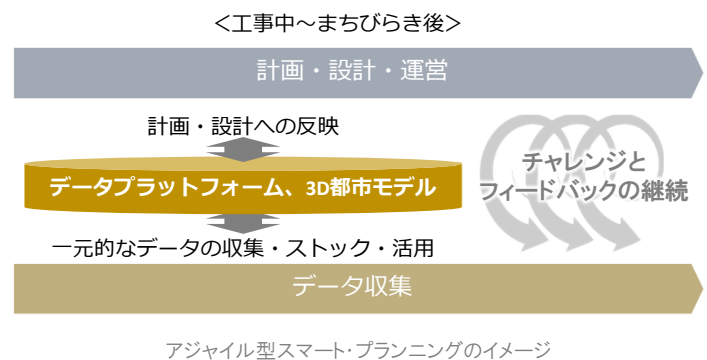 ＜工事中～まちびらき後＞
計画・設計・運営
計画・設計への反映
データプラットフォーム、3D都市モデル
一元的なデータの収集・ストック・活用
チャレンジと
フィードバックの継続
データ収集
アジャイル型スマート・プランニングのイメージ